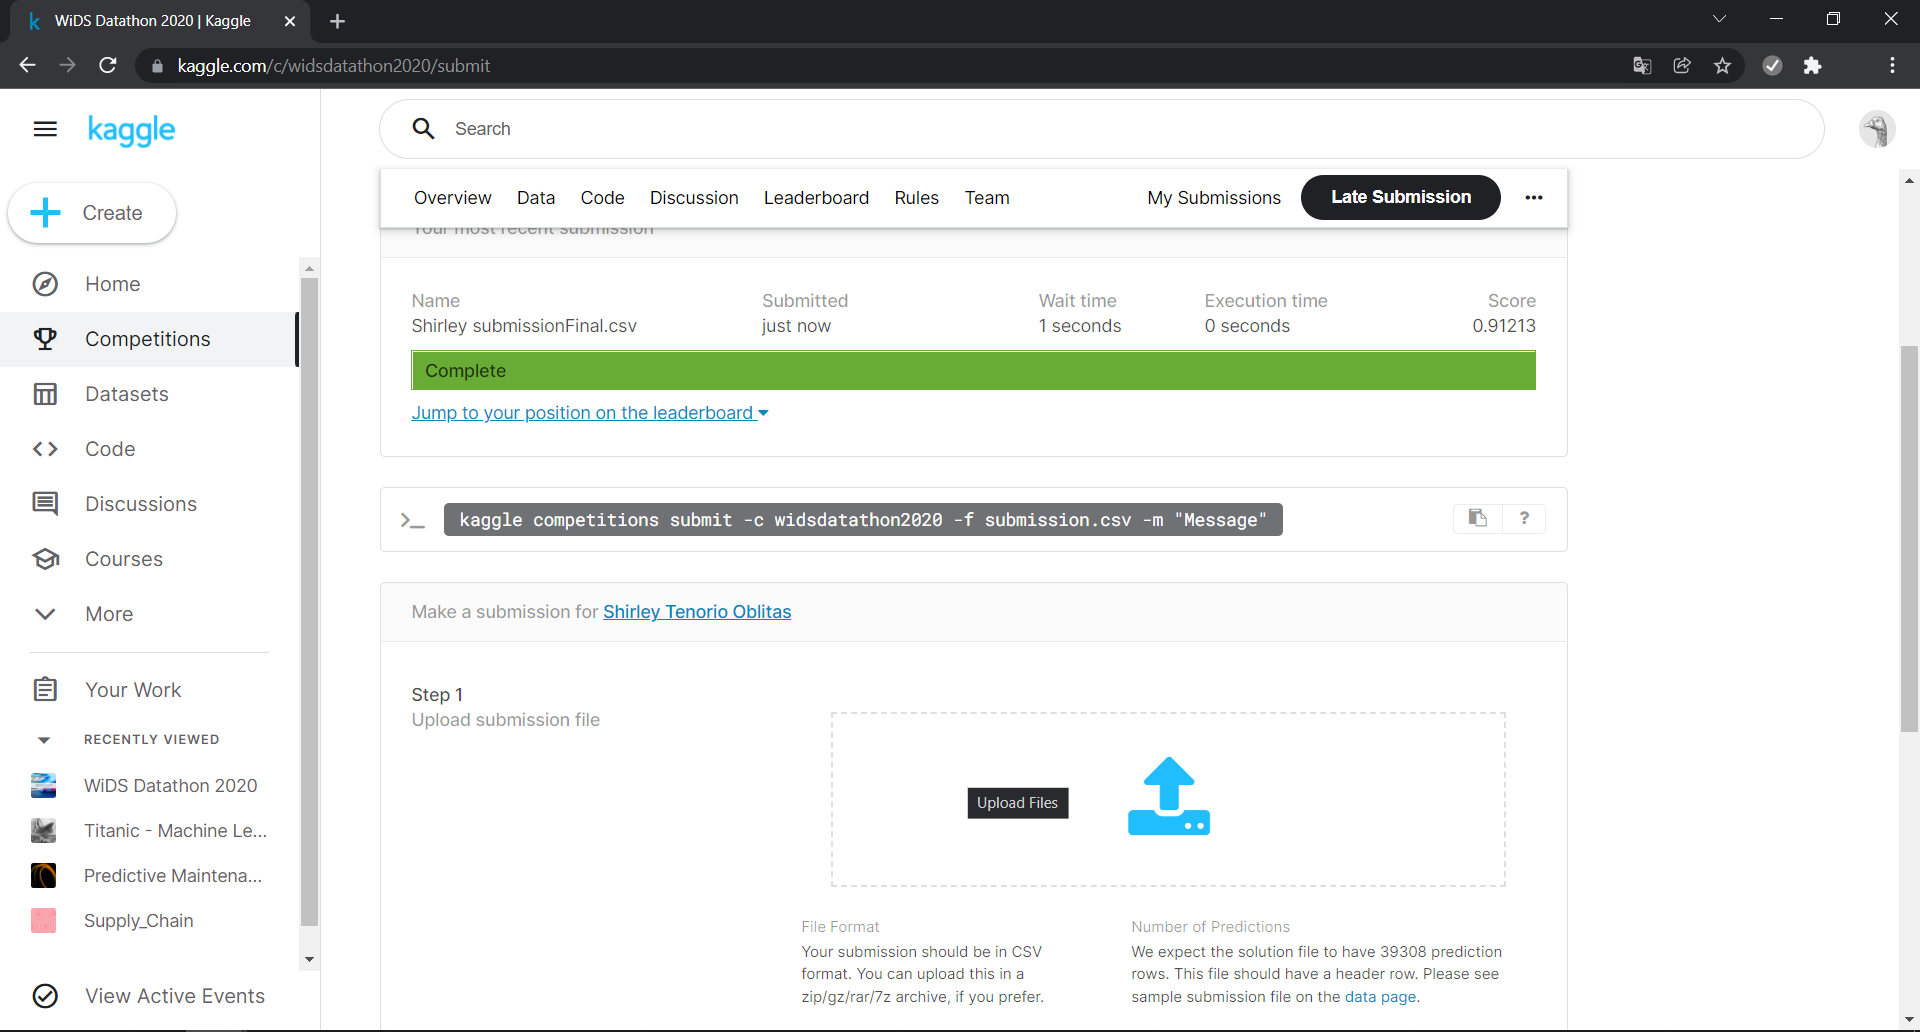 WiDS Datathon 2020 | Kaggle
kaggle.com/c/widsdatathon2020/submit
kaggle
Search
Create
Home
Competitions
Datasets
Code
Discussions
Courses
More
Your Work
RECENTLY VIEWED
WiDS Datathon 2020
Titanic - Machine Le...
Predictive Maintena...
Supply_Chain
View Active Events
Overview Data Code Discussion Leaderboard Rules Team My Submissions Late Submission
Your most recent submission
Name Submitted Wait time Execution time Score
Shirley submissionFinal.csv just now 1 seconds 0 seconds 0.91213
Complete
Jump to your position on the leaderboard
>_ kaggle competitions submit -c widsdatathon2020 -f submission.csv -m "Message" ?
Make a submission for Shirley Tenorio Oblitas
Step 1
Upload submission file
Upload Files
File Format
Your submission should be in CSV
format. You can upload this in a
zip/gz/rar/7z archive, if you prefer.
Number of Predictions
We expect the solution file to have 39308 prediction
rows. This file should have a header row. Please see
sample submission file on the data page.